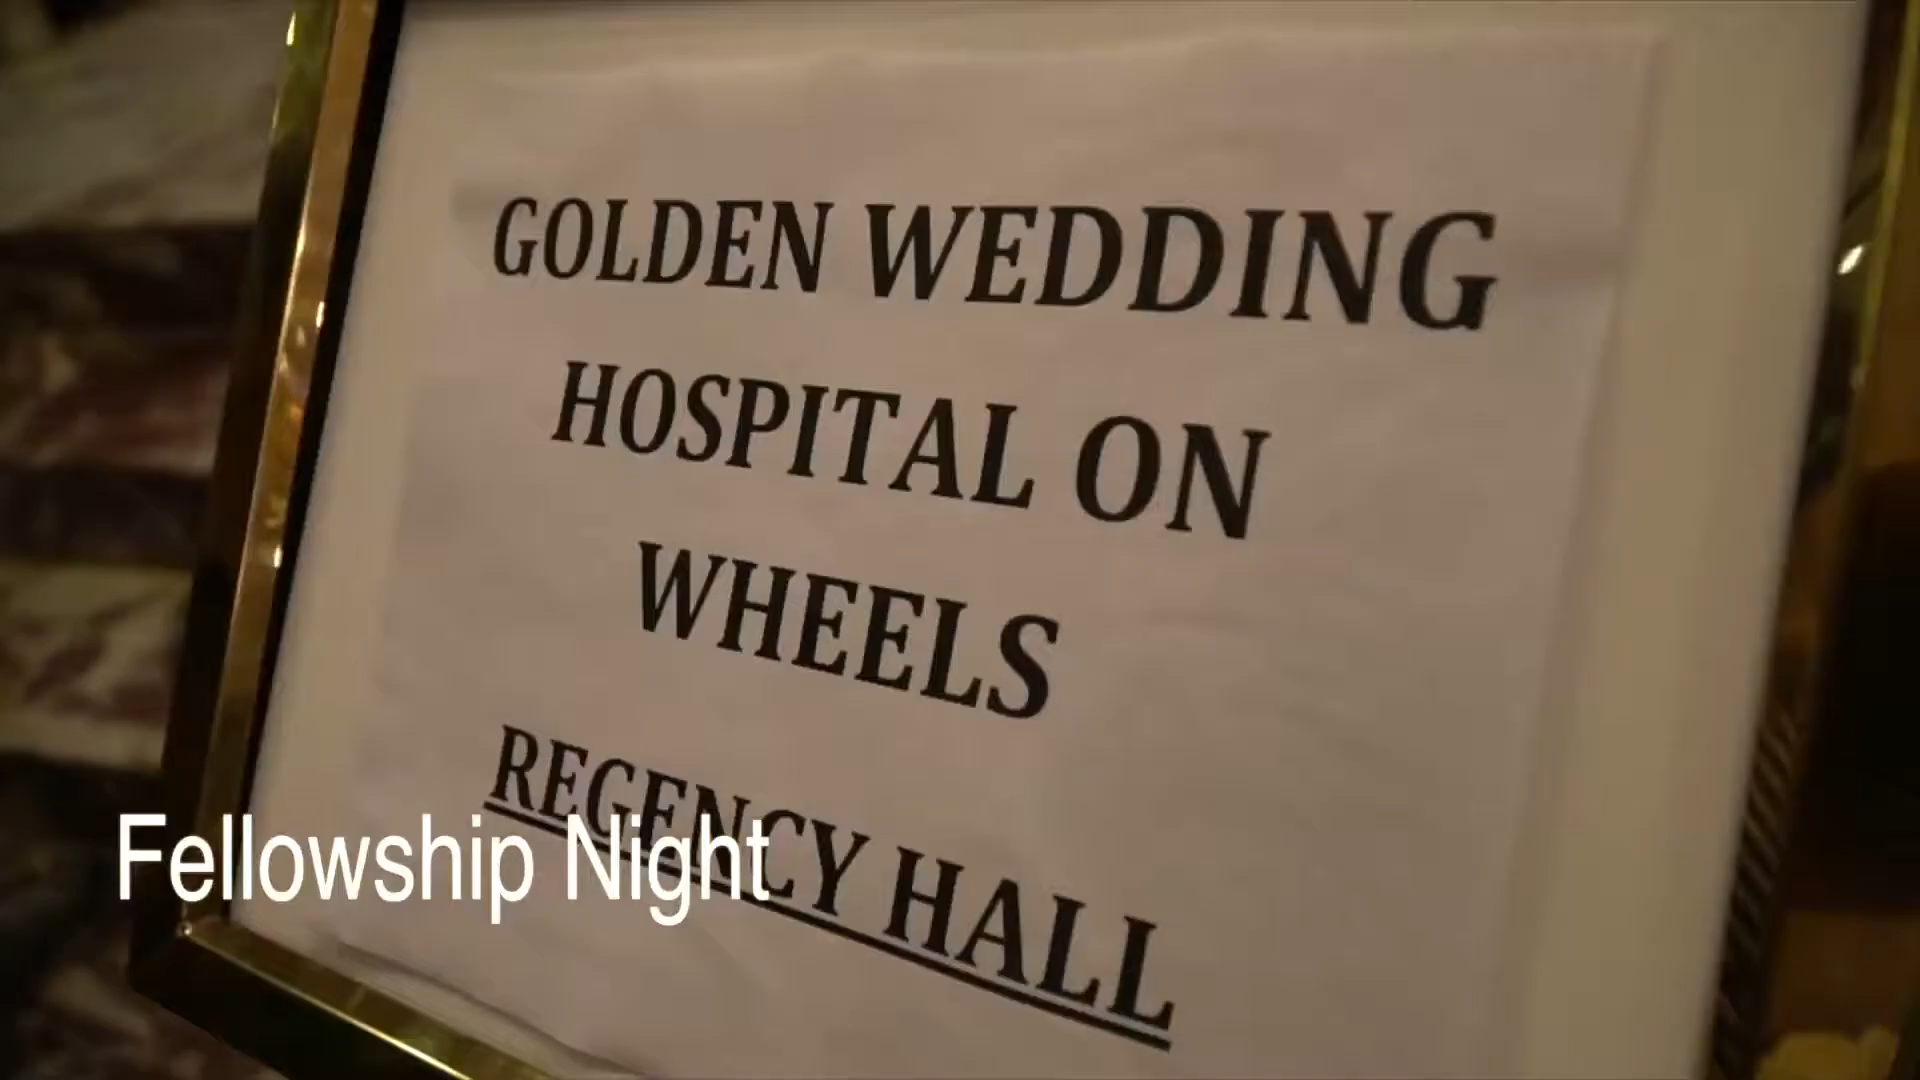 GOLDEN WEDDING
HOSPITAL ON
WHEELS
REGENCY HALL
Fellowship Night